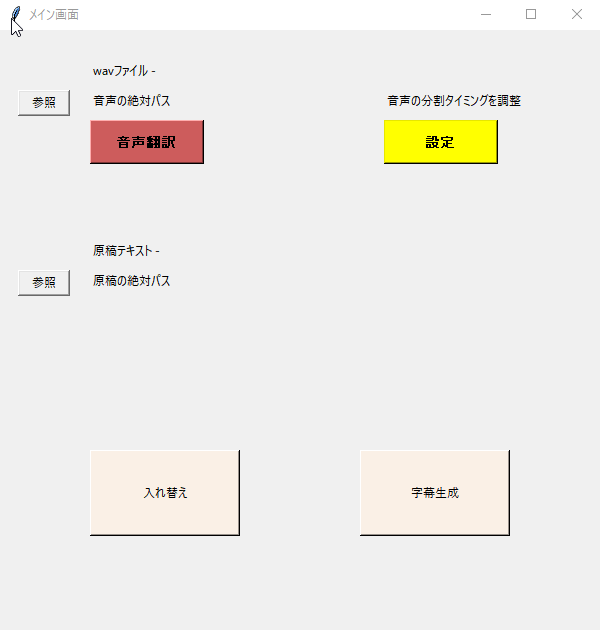 メイン画面
wavファイル -
参照
音声の絶対パス
音声の分割タイミングを調整
音声翻訳
設定
原稿テキスト -
参照
原稿の絶対パス
入れ替え
字幕生成